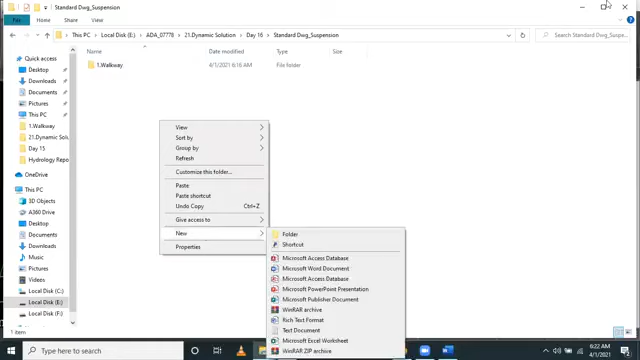 Standard Dwg_Suspension
File
Home
Share
View
This PC > Local Disk (E:) > ADA_07778 > 21.Dynamic Solution > Day 16 > Standard Dwg_Suspension
Search Standard Dwg_Suspe...
Name
Date modified
Type
Size
1.Walkway
4/1/2021 6:16 AM
File folder
Quick access
Desktop
Downloads
Documents
Pictures
This PC
1.Walkway
21.Dynamic Solution
Day 15
Hydrology Repo
OneDrive
This PC
3D Objects
A360 Drive
Desktop
Documents
Downloads
Music
Pictures
Videos
Local Disk (C:)
Local Disk (E:)
Local Disk (F:)
View
Sort by
Group by
Refresh
Customize this folder...
Paste
Paste shortcut
Undo Copy Ctrl+Z
Give access to
New
Properties
Folder
Shortcut
Microsoft Access Database
Microsoft Word Document
Microsoft Access Database
Microsoft PowerPoint Presentation
Microsoft Publisher Document
WinRAR archive
Rich Text Format
Text Document
Microsoft Excel Worksheet
WinRAR ZIP archive
1 item
Type here to search
6:22 AM
4/1/2021